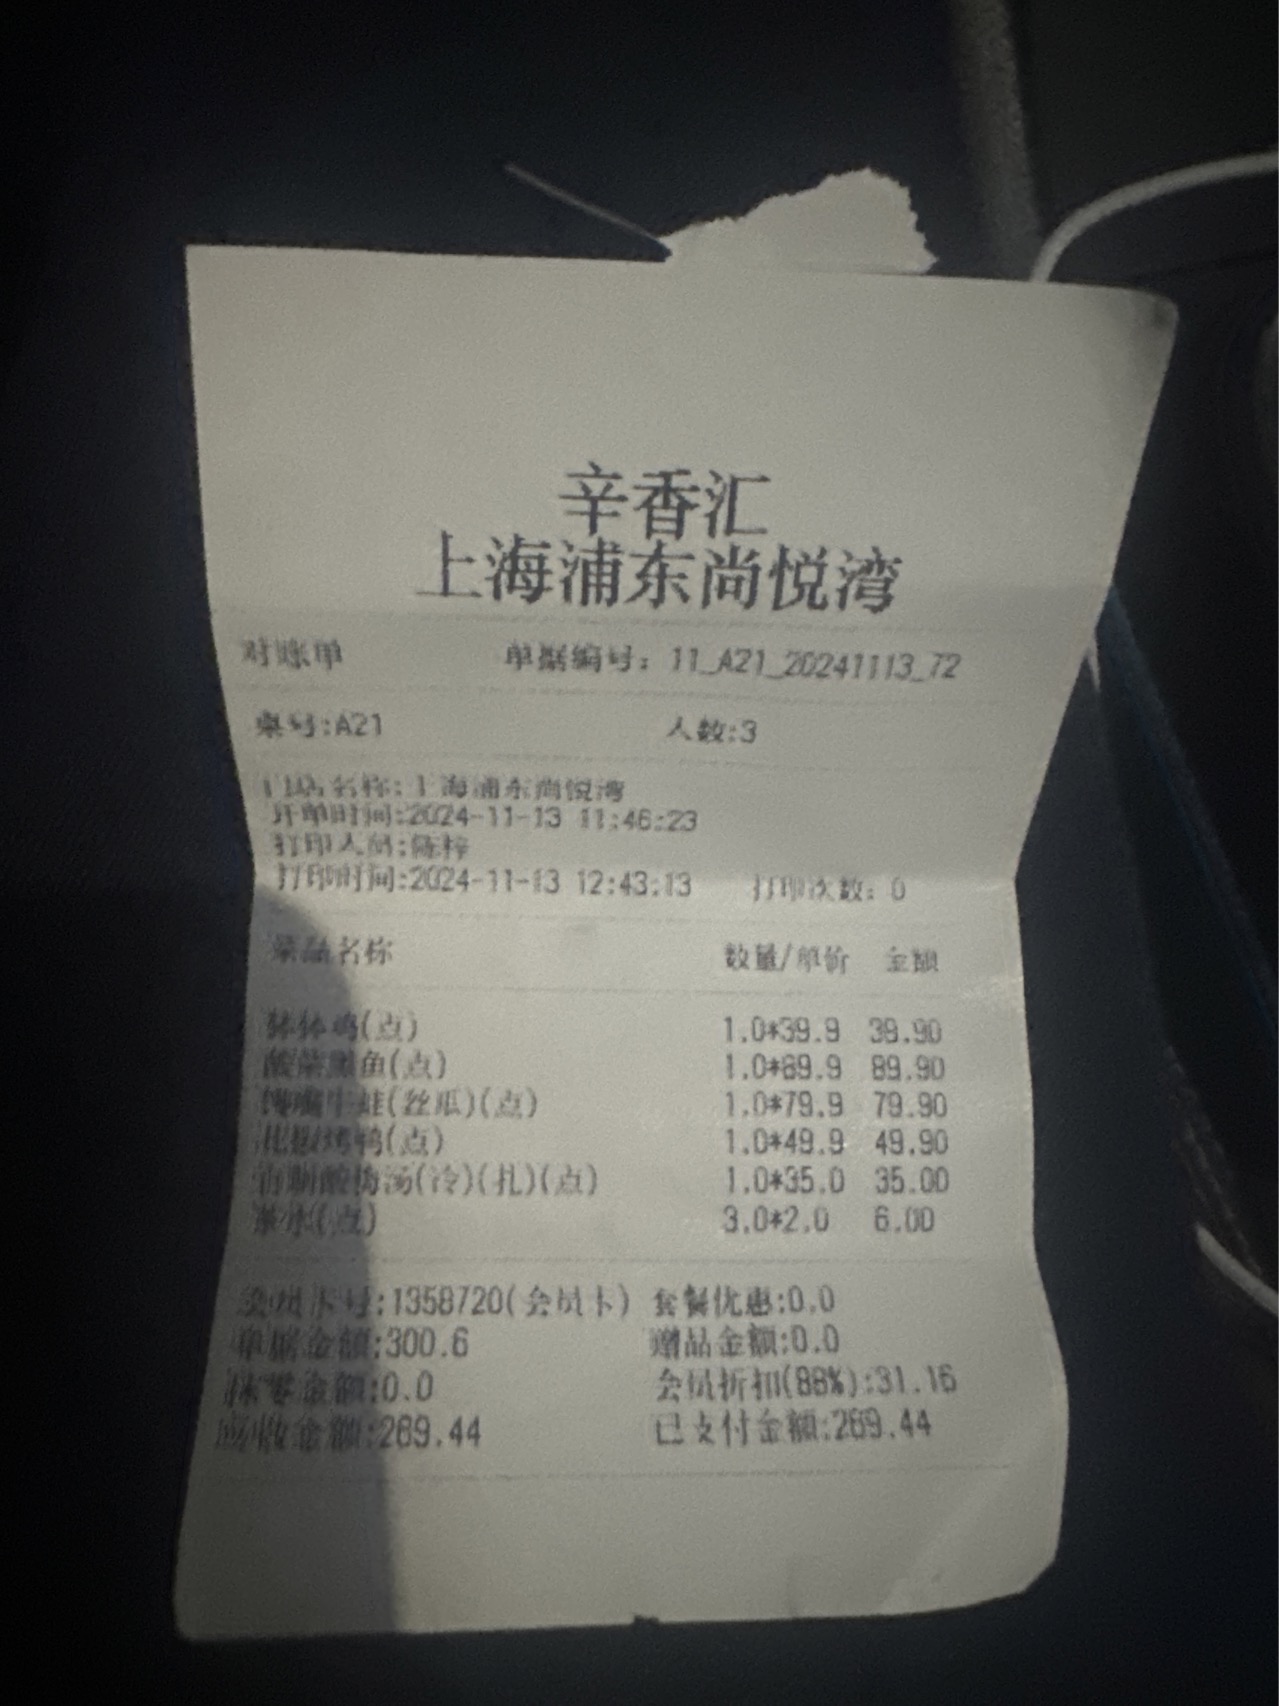 辛香汇
上海浦东尚悦湾
对账单 单据编号：11_A21_20241113_72
桌号:A21 人数:3
门店名称:上海浦东尚悦湾
开单时间:2024-11-13 11:46:23
打印人员:陈梓
打印时间:2024-11-13 12:43:13 打印次数：0
菜品名称 数量/单价 金额
钵钵鸡(点) 1.0*39.9 39.90
酸菜黑鱼(点) 1.0*89.9 89.90
牛蛙(丝瓜)(点) 1.0*79.9 79.90
烤鸭(点) 1.0*49.9 49.90
酸梅汤(冷)(扎)(点) 1.0*35.0 35.00
茶水(点) 3.0*2.0 6.00
会员卡号:1358720(会员卡) 套餐优惠:0.0
单据金额:300.6 赠品金额:0.0
抹零金额:0.0 会员折扣(88%):31.16
应收金额:269.44 已支付金额:269.44